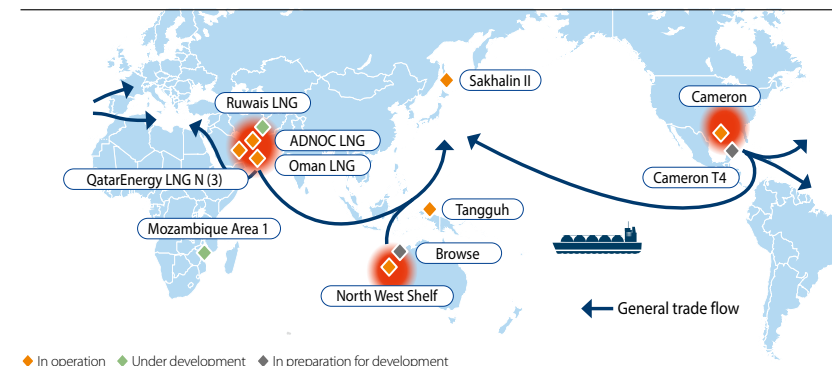 Sakhalin II
Ruwais LNG
Cameron
ADNOC LNG
Oman LNG
QatarEnergy LNG N (3)
Cameron T4
Tangguh
Mozambique Area 1
Browse
North West Shelf
General trade flow
In operation Under development In preparation for development